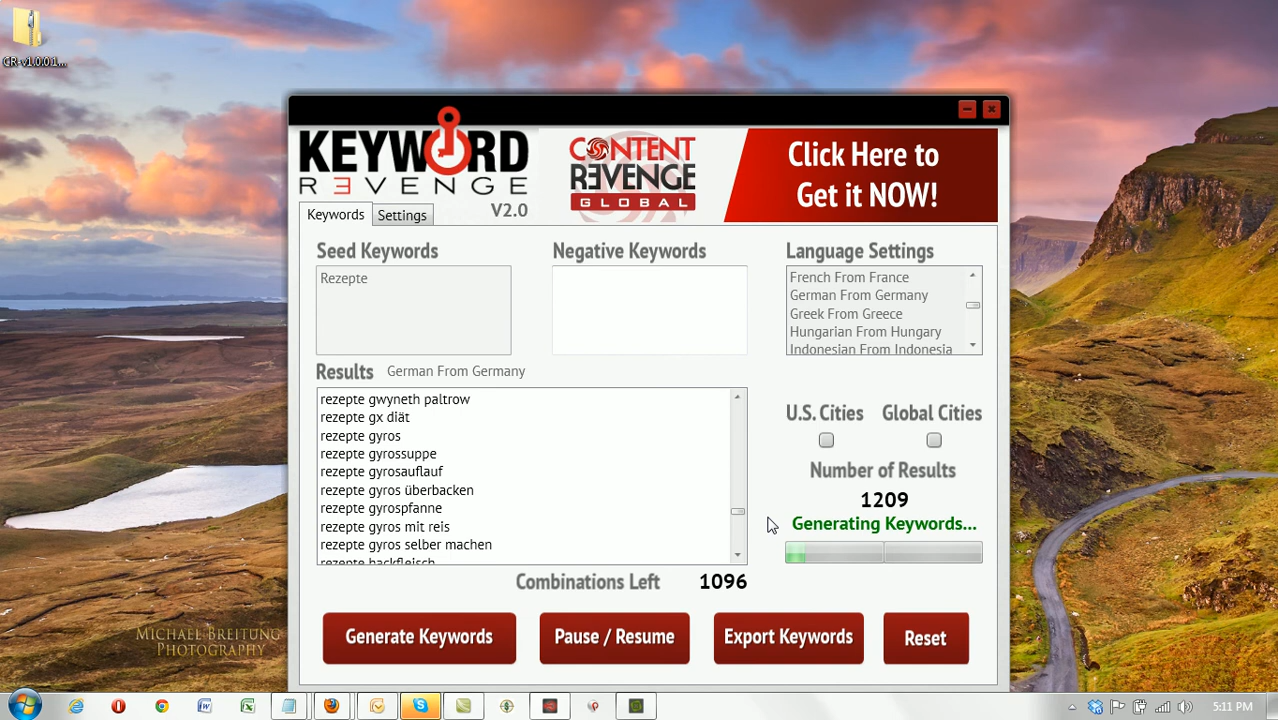 CR-v1.0.0.1...
KEYWORD
REVENGE
V2.0
CONTENT
REVENGE
GLOBAL
Click Here to
Get it NOW!
Keywords
Settings
Seed Keywords
Negative Keywords
Language Settings
Rezepte
French From France
German From Germany
Greek From Greece
Hungarian From Hungary
Indonesian From Indonesia
Results
German From Germany
rezepte gwyneth paltrow
rezepte gx diät
rezepte gyros
rezepte gyrossuppe
rezepte gyrosauflauf
rezepte gyros überbacken
rezepte gyrospfanne
rezepte gyros mit reis
rezepte gyros selber machen
rezepte hackfleisch
U.S. Cities
Global Cities
Number of Results
1209
Generating Keywords...
Combinations Left
1096
Generate Keywords
Pause / Resume
Export Keywords
Reset
MICHAEL BREITUNG
PHOTOGRAPHY
5:11 PM